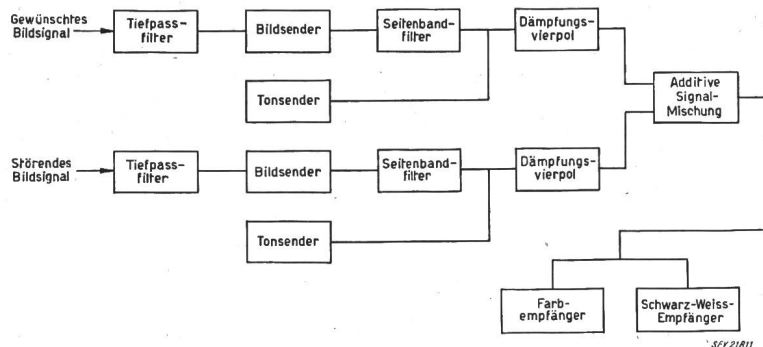 Gewünschtes
Bildsignal
Tiefpass-
filter
Bildsender
Seitenband-
filter
Dämpfungs-
vierpol
Tonsender
Additive
Signal-
Mischung
Störendes
Bildsignal
Tiefpass-
filter
Bildsender
Seitenband-
filter
Dämpfungs-
vierpol
Tonsender
Farb-
empfänger
Schwarz-Weiss-
Empfänger
SEV 21811